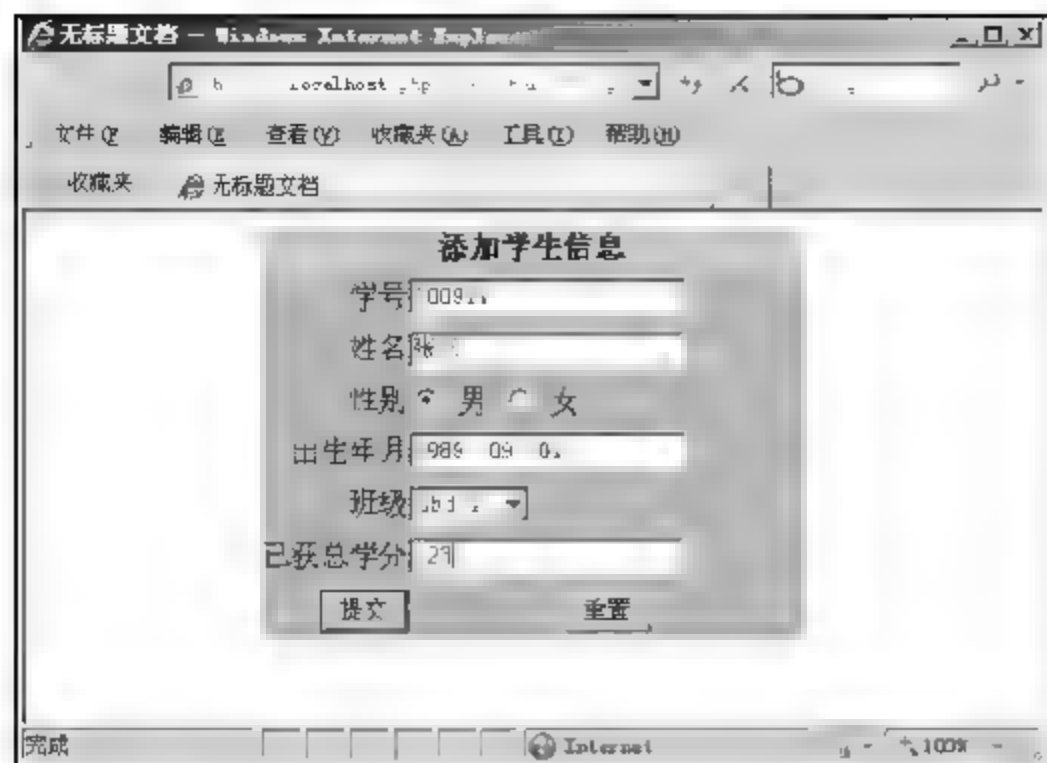 无标题文档 - Windows Internet
localhost
文件(F) 编辑(E) 查看(V) 收藏夹(A) 工具(T) 帮助(H)
收藏夹 无标题文档
添加学生信息
学号
姓名
性别 男 女
出生年月
班级
已获总学分
提交 重置
完成 Internet 100%